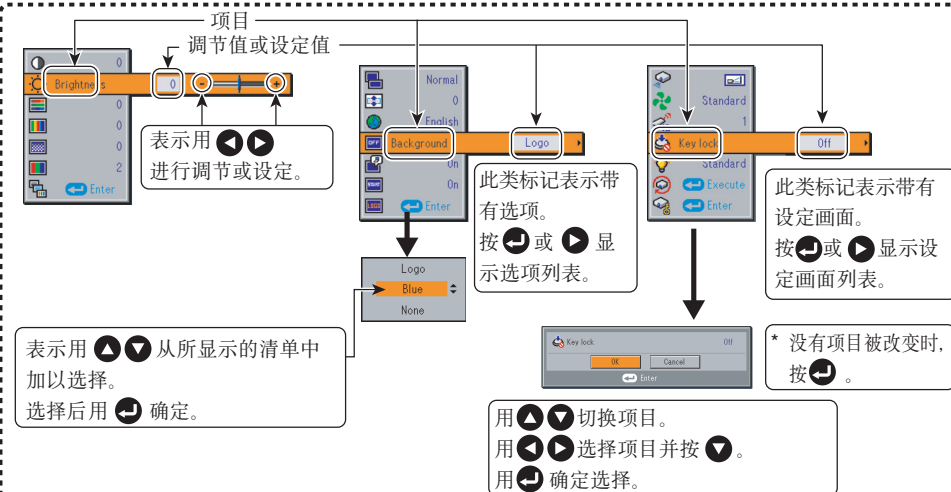 项目
调节值或设定值
0
Brightness 0
0
0
0
2
Enter
表示用
进行调节或设定。
Normal
0
English
OFF Background Logo
On
On
LOGO Enter
此类标记表示带
有选项。
按 或 显
示选项列表。
Logo
Blue
None
表示用 从所显示的清单中
加以选择。
选择后用 确定。
Standard
1
Key lock Off
Standard
Execute
Enter
此类标记表示带有
设定画面。
按 或 显示设
定画面列表。
Key lock Off
OK Cancel
Enter
* 没有项目被改变时,
按 。
用 切换项目。
用 选择项目并按 。
用 确定选择。